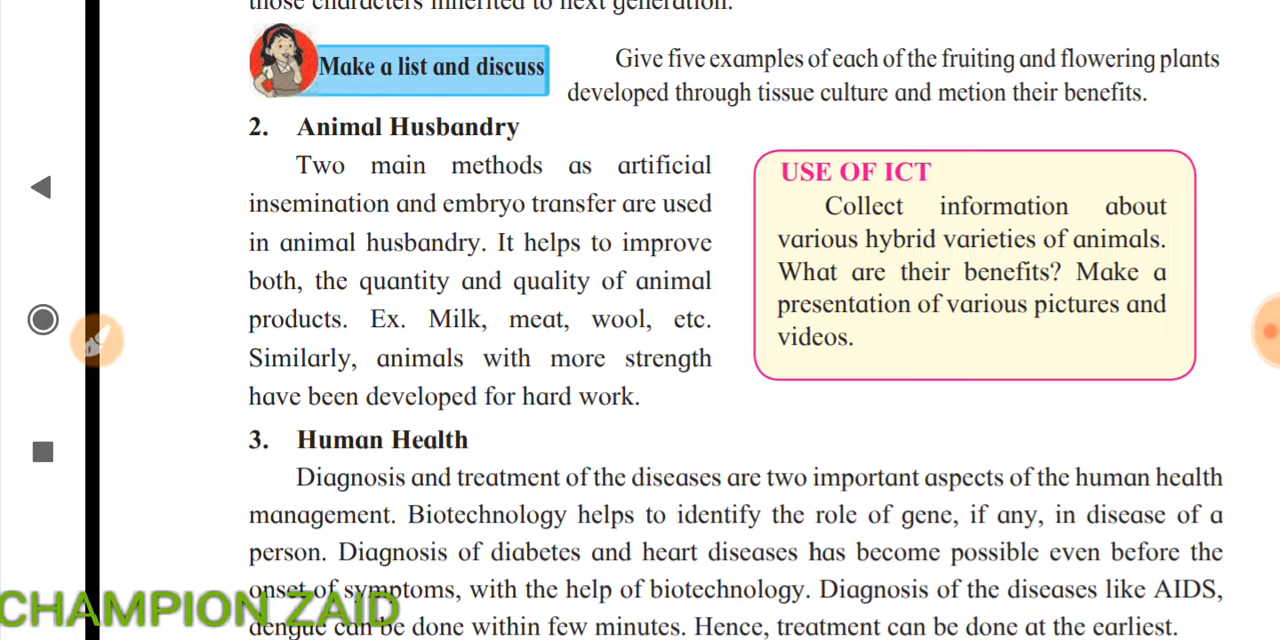 those characters inherited to next generation.
Make a list and discuss
Give five examples of each of the fruiting and flowering plants
developed through tissue culture and metion their benefits.
2. Animal Husbandry
Two main methods as artificial
insemination and embryo transfer are used
in animal husbandry. It helps to improve
both, the quantity and quality of animal
products. Ex. Milk, meat, wool, etc.
Similarly, animals with more strength
have been developed for hard work.
USE OF ICT
Collect information about
various hybrid varieties of animals.
What are their benefits? Make a
presentation of various pictures and
videos.
3. Human Health
Diagnosis and treatment of the diseases are two important aspects of the human health
management. Biotechnology helps to identify the role of gene, if any, in disease of a
person. Diagnosis of diabetes and heart diseases has become possible even before the
onset of symptoms, with the help of biotechnology. Diagnosis of the diseases like AIDS,
dengue can be done within few minutes. Hence, treatment can be done at the earliest.
CHAMPION ZAID